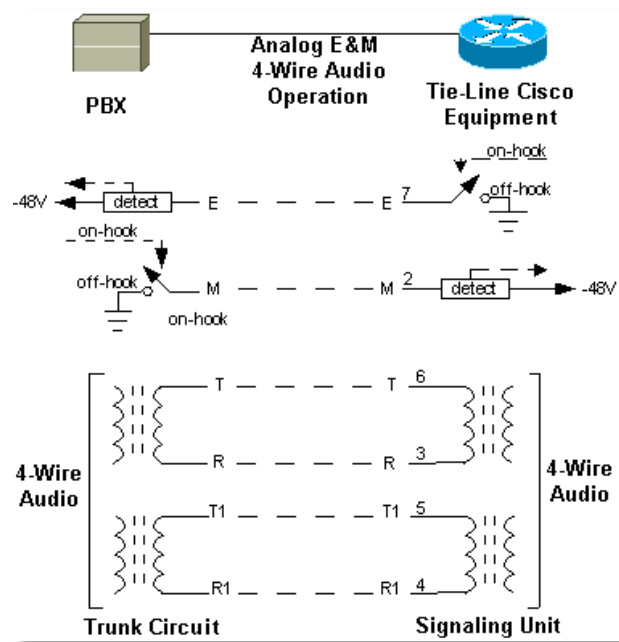 Analog E&M
4-Wire Audio
Operation
PBX
Tie-Line Cisco
Equipment
on-hook
-48V detect E E 7 off-hook
on-hook
off-hook M M 2 detect -48V
on-hook
T T 6
R R 3
4-Wire
Audio
4-Wire
Audio
T1 T1 5
R1 R1 4
Trunk Circuit Signaling Unit